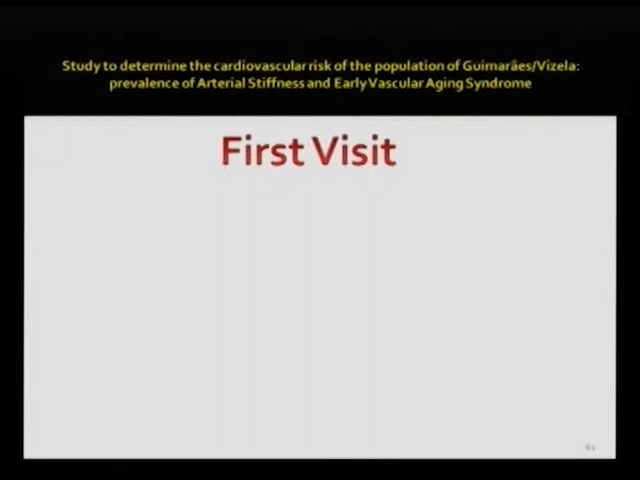 Study to determine the cardiovascular risk of the population of Guimarães/Vizela:
prevalence of Arterial Stiffness and Early Vascular Aging Syndrome
First Visit